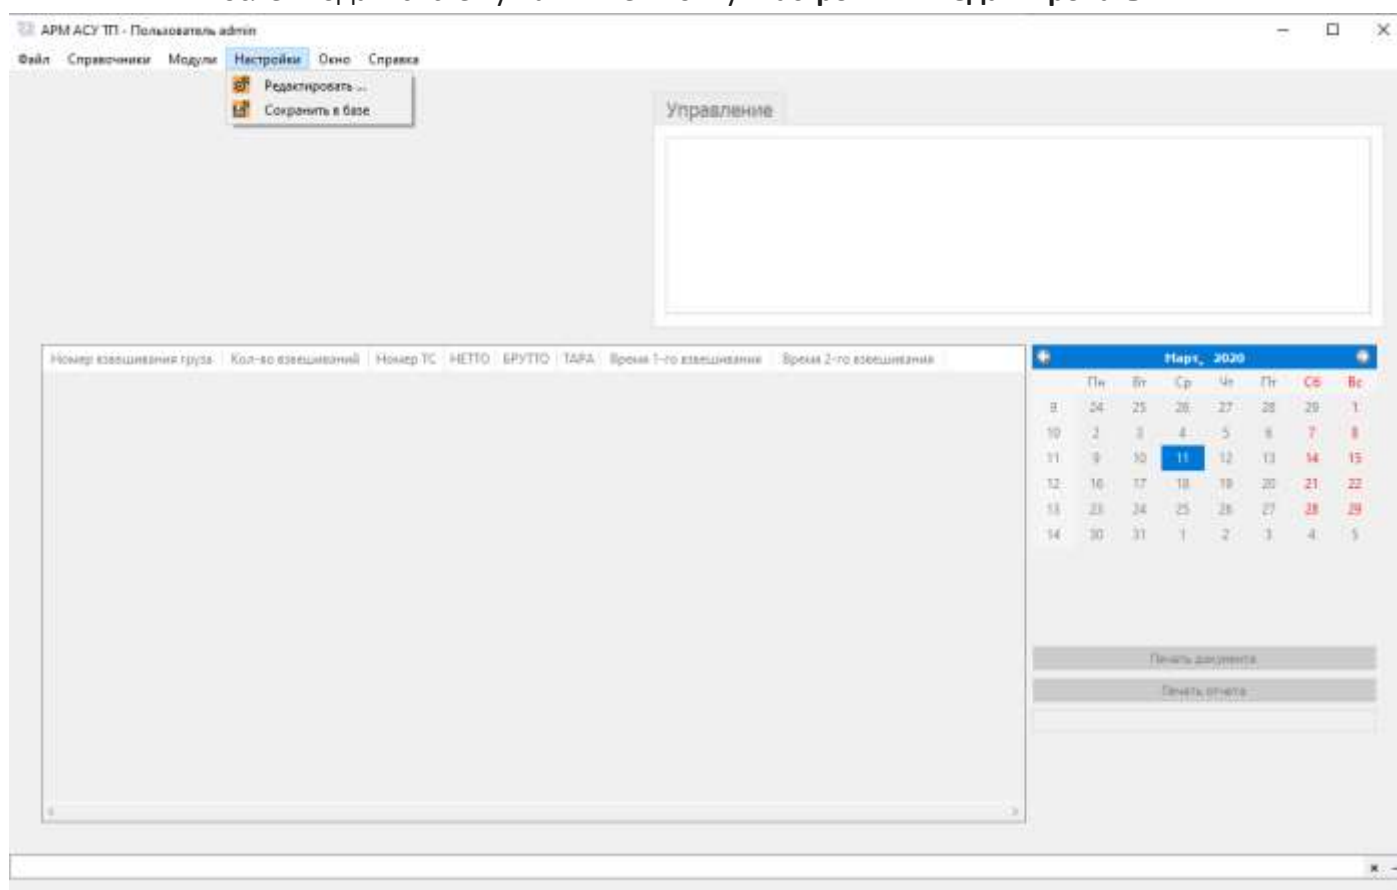 АРМ АСУ ТП - Пользователь admin
Файл Справочники Модули Настройки Окно Справка
Редактировать ...
Сохранить в базе
Управление
Номер взвешивания груза Кол-во взвешиваний Номер ТС НЕТТО БРУТТО ТАРА Время 1-го взвешивания Время 2-го взвешивания
Март, 2020
Пн Вт Ср Чт Пт Сб Вс
9 24 25 26 27 28 29 1
10 2 3 4 5 6 7 8
11 9 10 11 12 13 14 15
12 16 17 18 19 20 21 22
13 23 24 25 26 27 28 29
14 30 31 1 2 3 4 5
Печать документа
Печать отчета